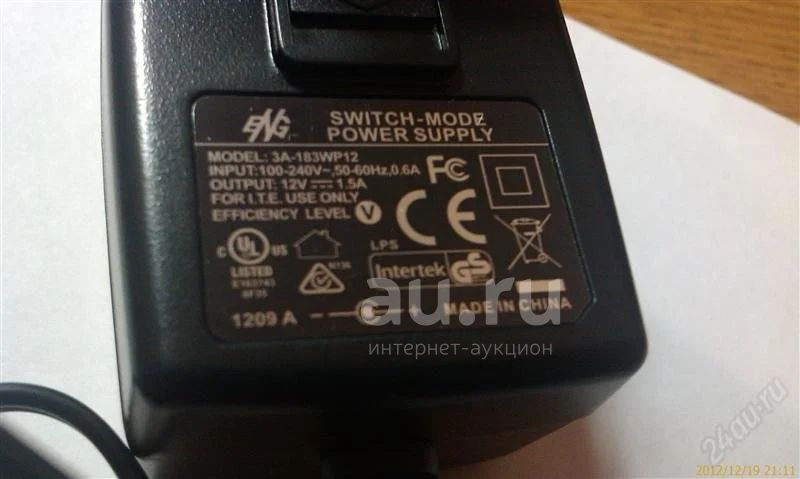 ENG
SWITCH-MODE
POWER SUPPLY
MODEL: 3A-183WP12
INPUT:100-240V~,50-60Hz,0.6A
OUTPUT: 12V⎓1.5A
FOR I.T.E. USE ONLY
EFFICIENCY LEVEL V
FC
CE
C UL US
LISTED
N136
LPS
Intertek GS
1209 A
- +
MADE IN CHINA
au.ru
интернет-аукцион
24au.ru
2012/12/19 21:11